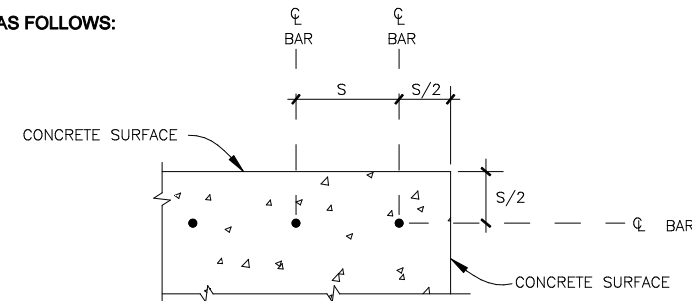 AS FOLLOWS:
℄ ℄
BAR BAR
S S/2
CONCRETE SURFACE
S/2
℄ BAR
CONCRETE SURFACE